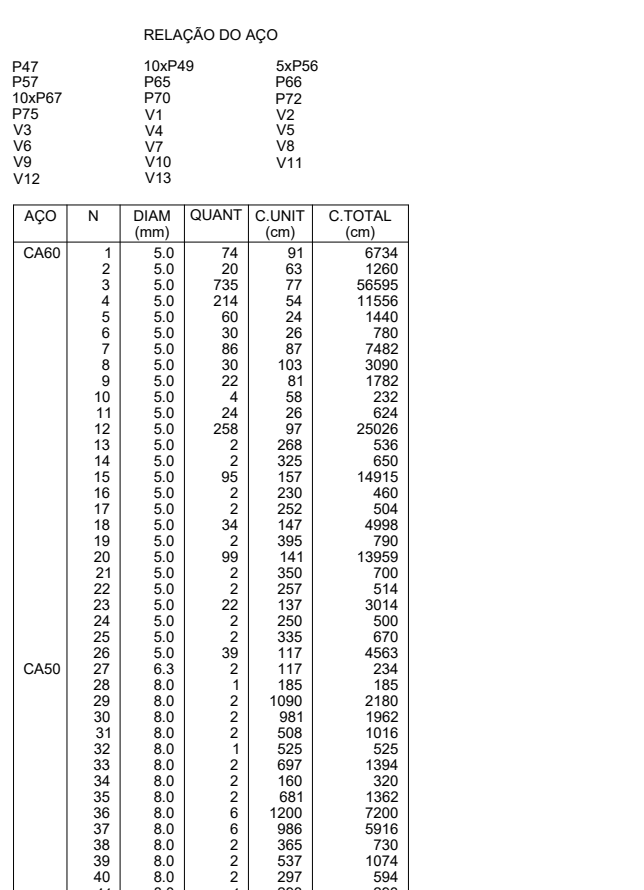 RELAÇÃO DO AÇO
P47 10xP49 5xP56
P57 P65 P66
10xP67 P70 P72
P75 V1 V2
V3 V4 V5
V6 V7 V8
V9 V10 V11
V12 V13
AÇO N DIAM QUANT C.UNIT C.TOTAL
(mm) (cm) (cm)
CA60 1 5.0 74 91 6734
2 5.0 20 63 1260
3 5.0 735 77 56595
4 5.0 214 54 11556
5 5.0 60 24 1440
6 5.0 30 26 780
7 5.0 86 87 7482
8 5.0 30 103 3090
9 5.0 22 81 1782
10 5.0 4 58 232
11 5.0 24 26 624
12 5.0 258 97 25026
13 5.0 2 268 536
14 5.0 2 325 650
15 5.0 95 157 14915
16 5.0 2 230 460
17 5.0 2 252 504
18 5.0 34 147 4998
19 5.0 2 395 790
20 5.0 99 141 13959
21 5.0 2 350 700
22 5.0 2 257 514
23 5.0 22 137 3014
24 5.0 2 250 500
25 5.0 2 335 670
26 5.0 39 117 4563
CA50 27 6.3 2 117 234
28 8.0 1 185 185
29 8.0 2 1090 2180
30 8.0 2 981 1962
31 8.0 2 508 1016
32 8.0 1 525 525
33 8.0 2 697 1394
34 8.0 2 160 320
35 8.0 2 681 1362
36 8.0 6 1200 7200
37 8.0 6 986 5916
38 8.0 2 365 730
39 8.0 2 537 1074
40 8.0 2 297 594